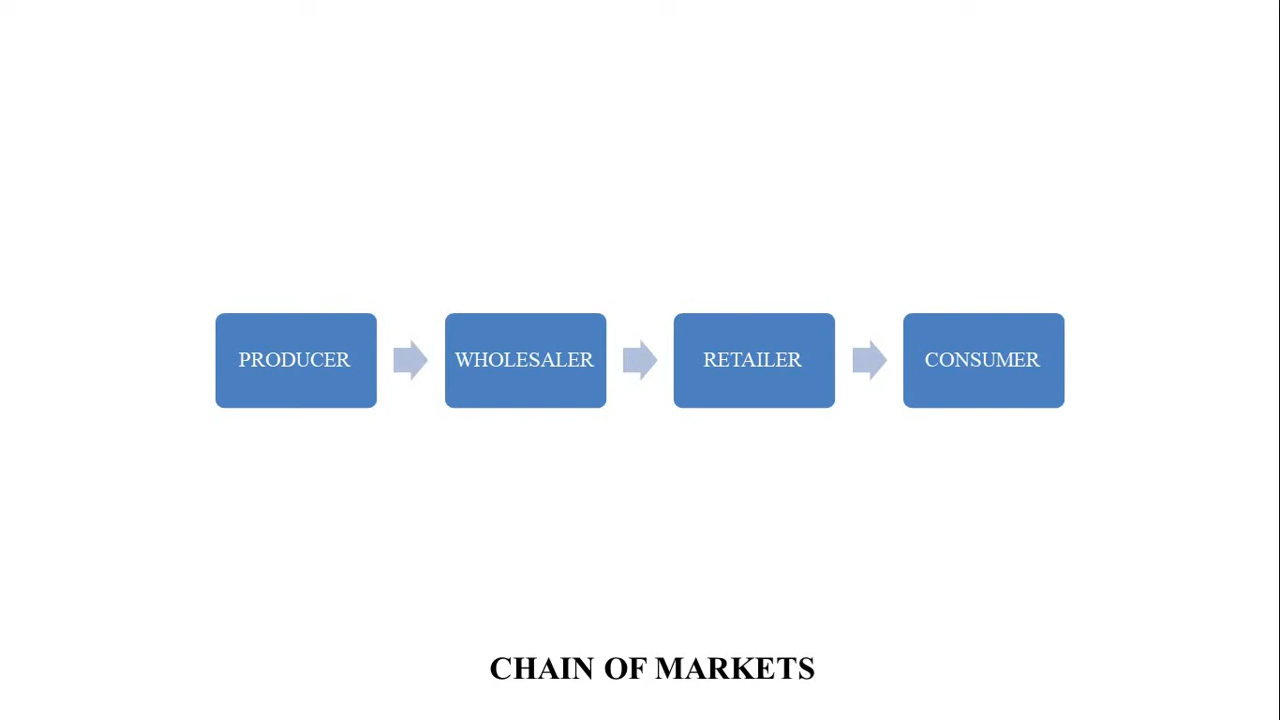 PRODUCER
WHOLESALER
RETAILER
CONSUMER
CHAIN OF MARKETS